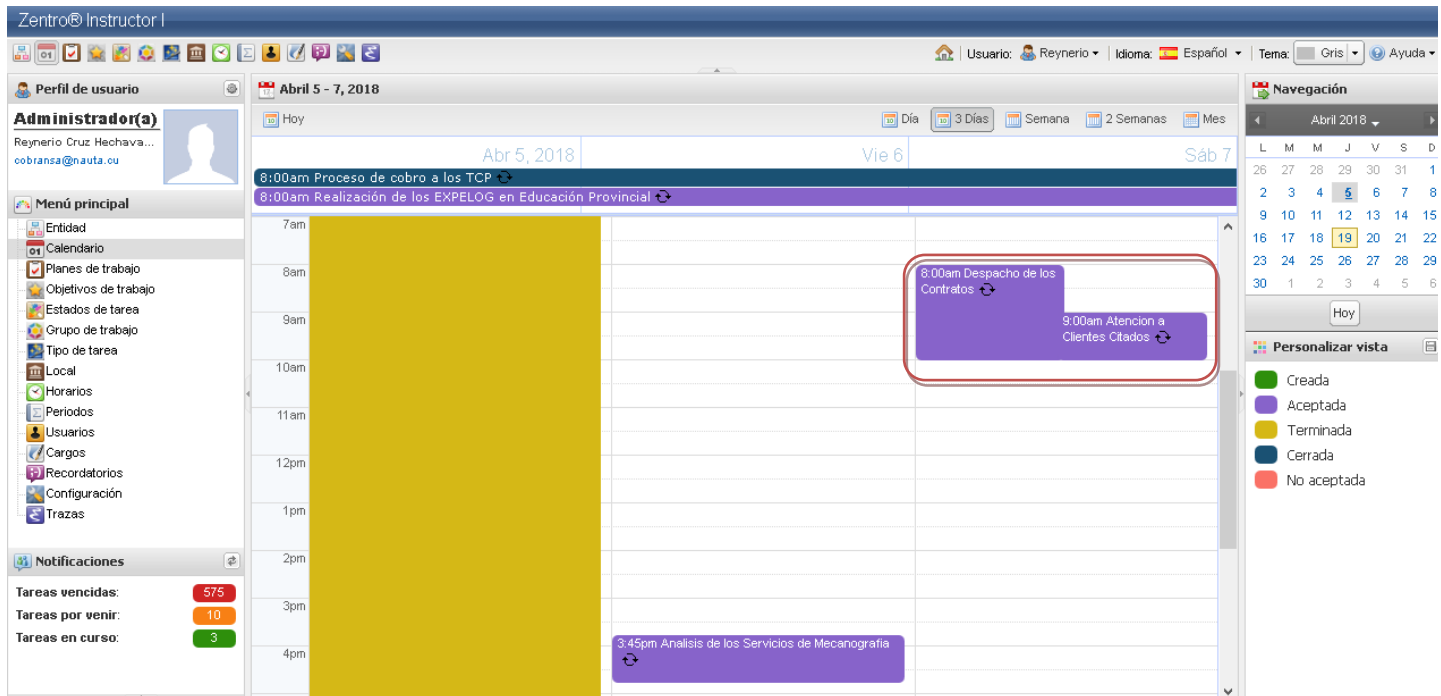 Zentro® Instructor I
Usuario: Reynerio Idioma: Español Tema: Gris Ayuda
Perfil de usuario
Administrador(a)
Reynerio Cruz Hechava...
cobransa@nauta.cu
Menú principal
Entidad
Calendario
Planes de trabajo
Objetivos de trabajo
Estados de tarea
Grupo de trabajo
Tipo de tarea
Local
Horarios
Periodos
Usuarios
Cargos
Recordatorios
Configuración
Trazas
Notificaciones
Tareas vencidas: 575
Tareas por venir: 10
Tareas en curso: 3
Abril 5 - 7, 2018
Hoy Día 3 Días Semana 2 Semanas Mes
Abr 5, 2018 Vie 6 Sáb 7
8:00am Proceso de cobro a los TCP
8:00am Realización de los EXPELOG en Educación Provincial
7am
8am
9am
10am
11am
12pm
1pm
2pm
3pm
4pm
3:45pm Analisis de los Servicios de Mecanografia
8:00am Despacho de los
Contratos
9:00am Atencion a
Clientes Citados
Navegación
Abril 2018
L M M J V S D
26 27 28 29 30 31 1
2 3 4 5 6 7 8
9 10 11 12 13 14 15
16 17 18 19 20 21 22
23 24 25 26 27 28 29
30 1 2 3 4 5 6
Hoy
Personalizar vista
Creada
Aceptada
Terminada
Cerrada
No aceptada